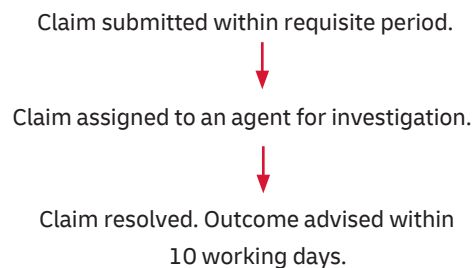 Claim submitted within requisite period.
Claim assigned to an agent for investigation.
Claim resolved. Outcome advised within
10 working days.